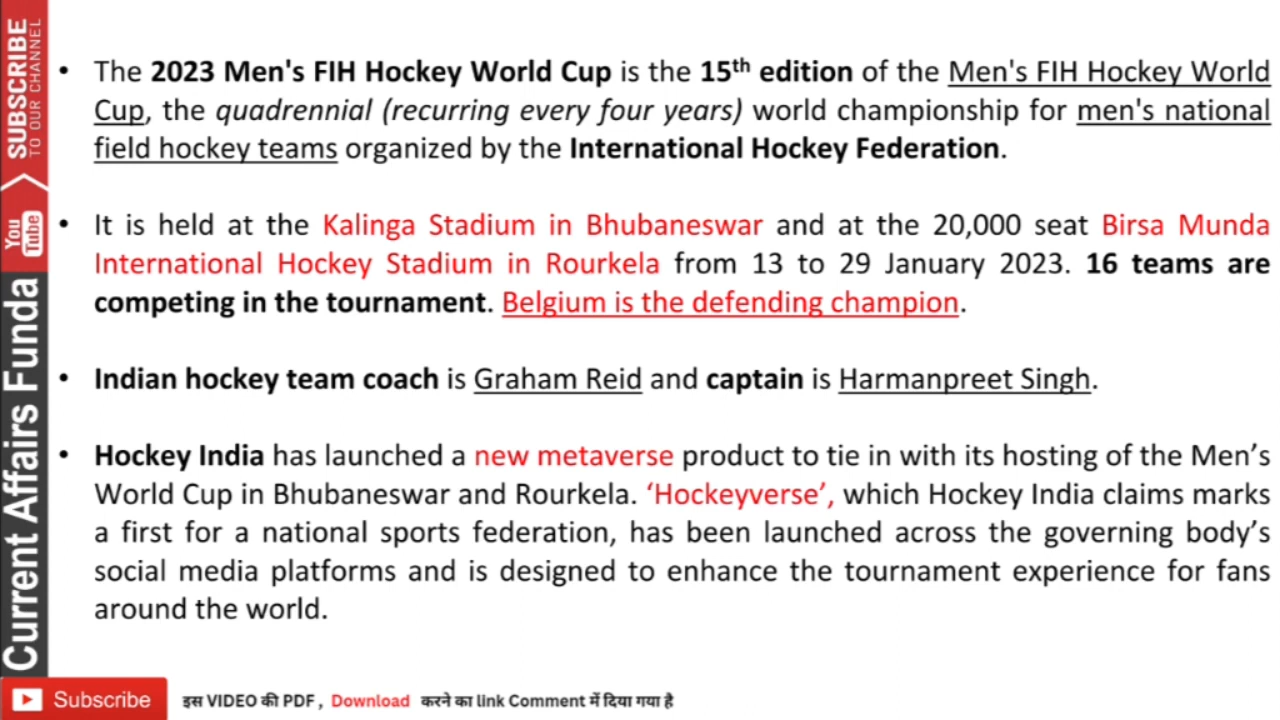 • The 2023 Men's FIH Hockey World Cup is the 15th edition of the Men's FIH Hockey World
Cup, the quadrennial (recurring every four years) world championship for men's national
field hockey teams organized by the International Hockey Federation.
• It is held at the Kalinga Stadium in Bhubaneswar and at the 20,000 seat Birsa Munda
International Hockey Stadium in Rourkela from 13 to 29 January 2023. 16 teams are
competing in the tournament. Belgium is the defending champion.
• Indian hockey team coach is Graham Reid and captain is Harmanpreet Singh.
• Hockey India has launched a new metaverse product to tie in with its hosting of the Men’s
World Cup in Bhubaneswar and Rourkela. ‘Hockeyverse’, which Hockey India claims marks
a first for a national sports federation, has been launched across the governing body’s
social media platforms and is designed to enhance the tournament experience for fans
around the world.
SUBSCRIBE
TO OUR CHANNEL
You
Tube
Current Affairs Funda
Subscribe
इस VIDEO की PDF , Download करने का link Comment में दिया गया है